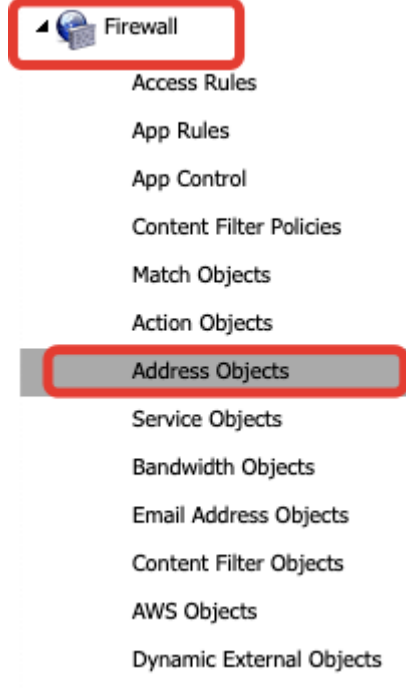 Firewall
Access Rules
App Rules
App Control
Content Filter Policies
Match Objects
Action Objects
Address Objects
Service Objects
Bandwidth Objects
Email Address Objects
Content Filter Objects
AWS Objects
Dynamic External Objects